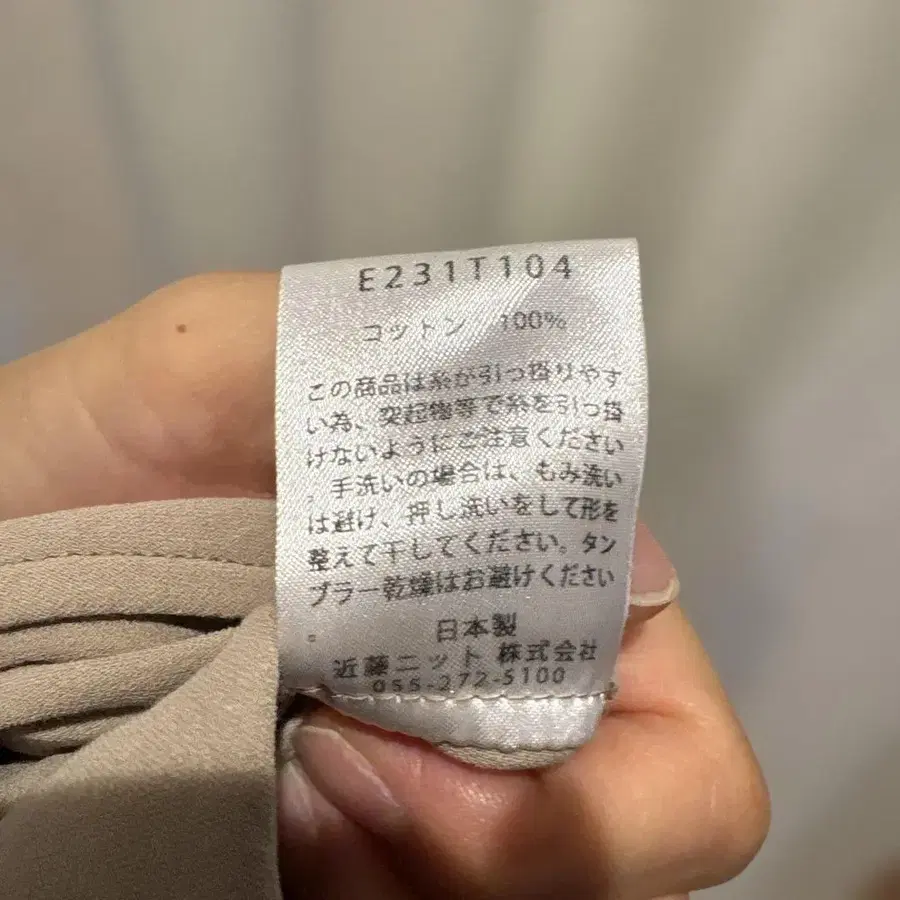 E231T104
コットン 100%
この商品は糸が引っ掛りやす
い為、突起物等で糸を引っ掛
けないようにご注意ください
。手洗いの場合は、もみ洗い
は避け、押し洗いをして形を
整えて干してください。タン
ブラー乾燥はお避けください
。 日本製
近藤ニット 株式会社
055-272-5100